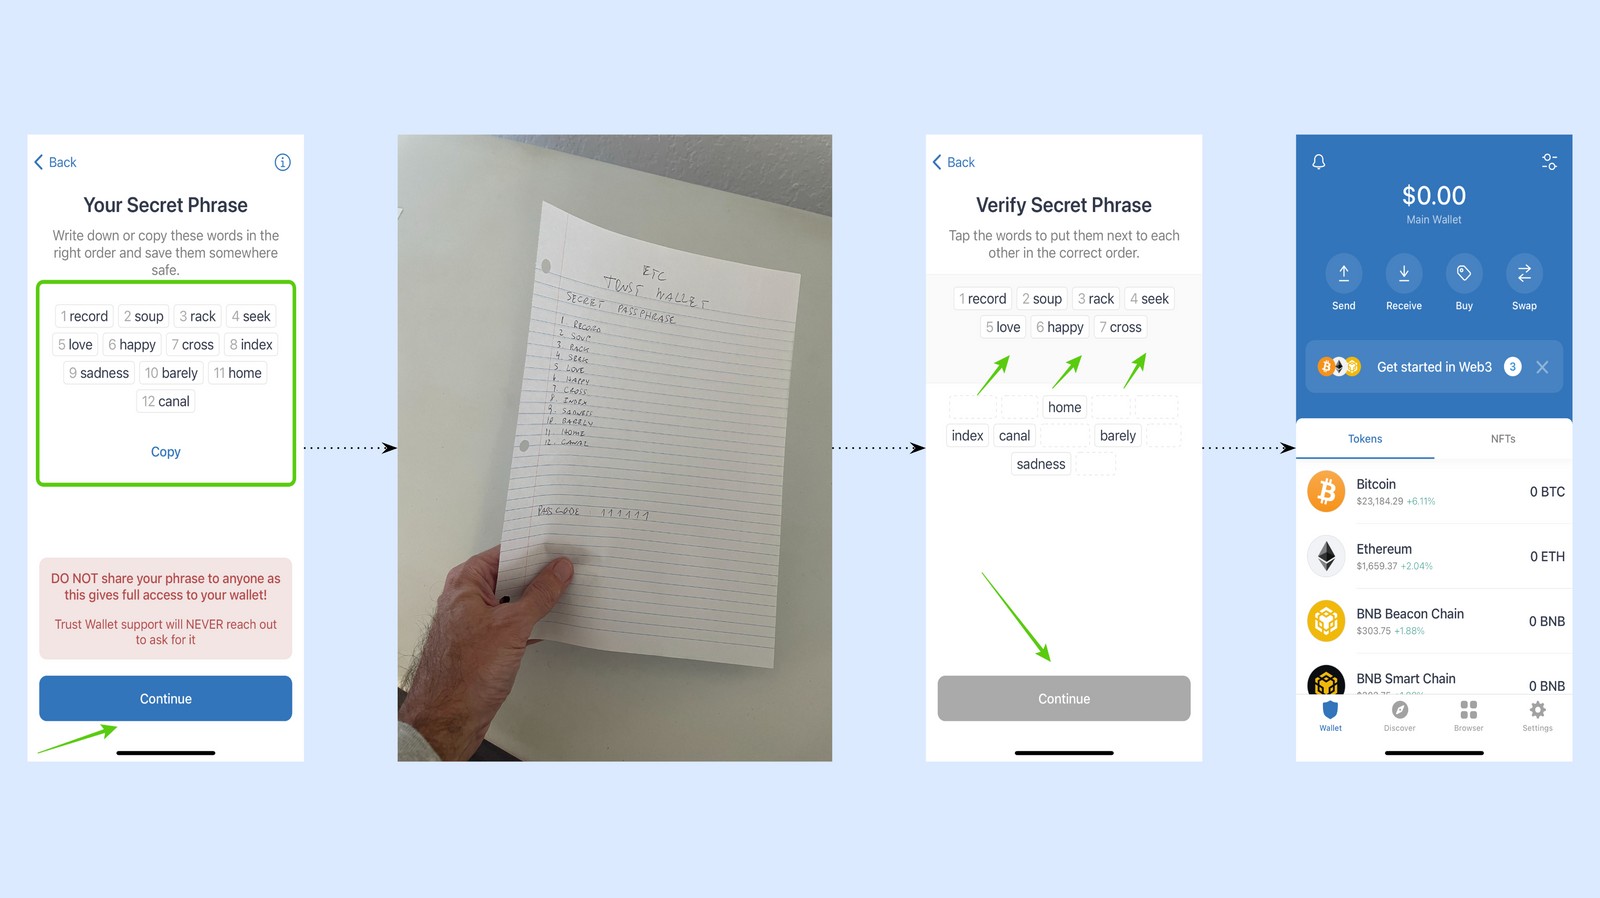 Back
Your Secret Phrase
Write down or copy these words in the
right order and save them somewhere
safe.
1 record 2 soup 3 rack 4 seek
5 love 6 happy 7 cross 8 index
9 sadness 10 barely 11 home
12 canal
Copy
DO NOT share your phrase to anyone as
this gives full access to your wallet!
Trust Wallet support will NEVER reach out
to ask for it
Continue
ETC
TRUST WALLET
SECRET PASSPHRASE
1. RECORD
2. SOUP
3. RACK
4. SEEK
5. LOVE
6. HAPPY
7. CROSS
8. INDEX
9. SADNESS
10. BARELY
11. HOME
12. CANAL
PASSCODE 111111
Back
Verify Secret Phrase
Tap the words to put them next to each
other in the correct order.
1 record 2 soup 3 rack 4 seek
5 love 6 happy 7 cross
home
index canal barely
sadness
Continue
$0.00
Main Wallet
Send Receive Buy Swap
Get started in Web3 3
Tokens NFTs
Bitcoin 0 BTC
$23,184.29 +6.11%
Ethereum 0 ETH
$1,659.37 +2.04%
BNB Beacon Chain 0 BNB
$303.75 +1.88%
BNB Smart Chain 0 BNB
Wallet Discover Browser Settings